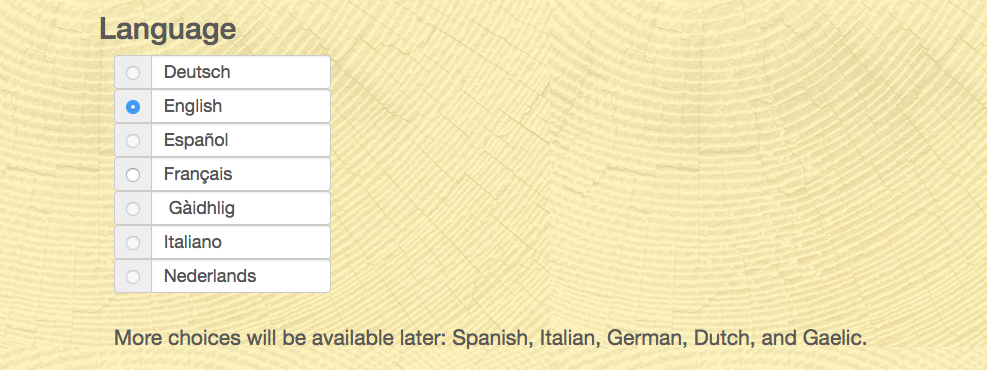 Language
Deutsch
English
Español
Français
Gàidhlig
Italiano
Nederlands
More choices will be available later: Spanish, Italian, German, Dutch, and Gaelic.